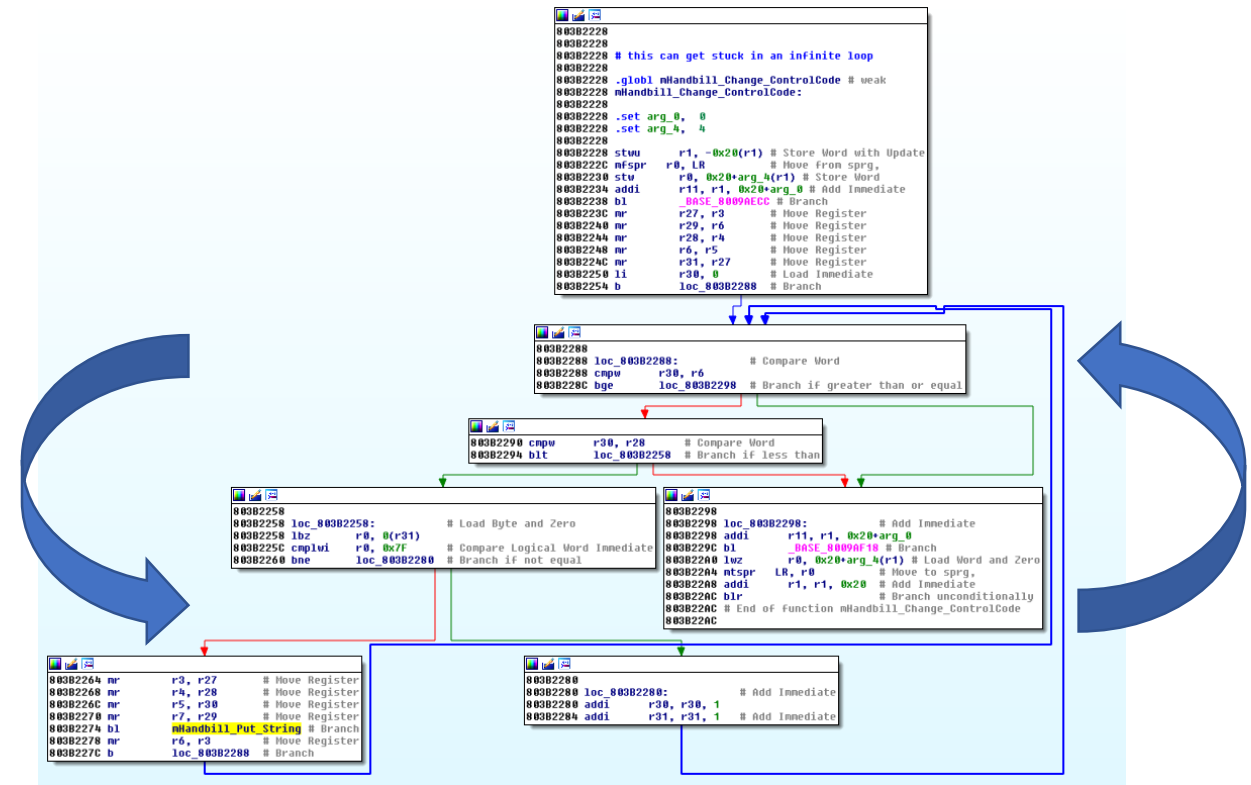 803B2228
803B2228
803B2228 # this can get stuck in an infinite loop
803B2228
803B2228 .globl mHandbill_Change_ControlCode # weak
803B2228 mHandbill_Change_ControlCode:
803B2228
803B2228 .set arg_0, 0
803B2228 .set arg_4, 4
803B2228
803B2228 stwu r1, -0x20(r1) # Store Word with Update
803B222C mfspr r0, LR # Move from sprg,
803B2230 stw r0, 0x20+arg_4(r1) # Store Word
803B2234 addi r11, r1, 0x20+arg_0 # Add Immediate
803B2238 bl _BASE_8009AECC # Branch
803B223C mr r27, r3 # Move Register
803B2240 mr r29, r6 # Move Register
803B2244 mr r28, r4 # Move Register
803B2248 mr r6, r5 # Move Register
803B224C mr r31, r27 # Move Register
803B2250 li r30, 0 # Load Immediate
803B2254 b loc_803B2288 # Branch
803B2288
803B2288 loc_803B2288: # Compare Word
803B2288 cmpw r30, r6
803B228C bge loc_803B2298 # Branch if greater than or equal
803B2290 cmpw r30, r28 # Compare Word
803B2294 blt loc_803B2258 # Branch if less than
803B2258
803B2258 loc_803B2258: # Load Byte and Zero
803B2258 lbz r0, 0(r31)
803B225C cmplwi r0, 0x7F # Compare Logical Word Immediate
803B2260 bne loc_803B2280 # Branch if not equal
803B2298
803B2298 loc_803B2298: # Add Immediate
803B2298 addi r11, r1, 0x20+arg_0
803B229C bl _BASE_8009AF18 # Branch
803B22A0 lwz r0, 0x20+arg_4(r1) # Load Word and Zero
803B22A4 mtspr LR, r0 # Move to sprg,
803B22A8 addi r1, r1, 0x20 # Add Immediate
803B22AC blr # Branch unconditionally
803B22AC # End of function mHandbill_Change_ControlCode
803B22AC
803B2264 mr r3, r27 # Move Register
803B2268 mr r4, r28 # Move Register
803B226C mr r5, r30 # Move Register
803B2270 mr r7, r29 # Move Register
803B2274 bl mHandbill_Put_String # Branch
803B2278 mr r6, r3 # Move Register
803B227C b loc_803B2288 # Branch
803B2280
803B2280 loc_803B2280: # Add Immediate
803B2280 addi r30, r30, 1
803B2284 addi r31, r31, 1 # Add Immediate